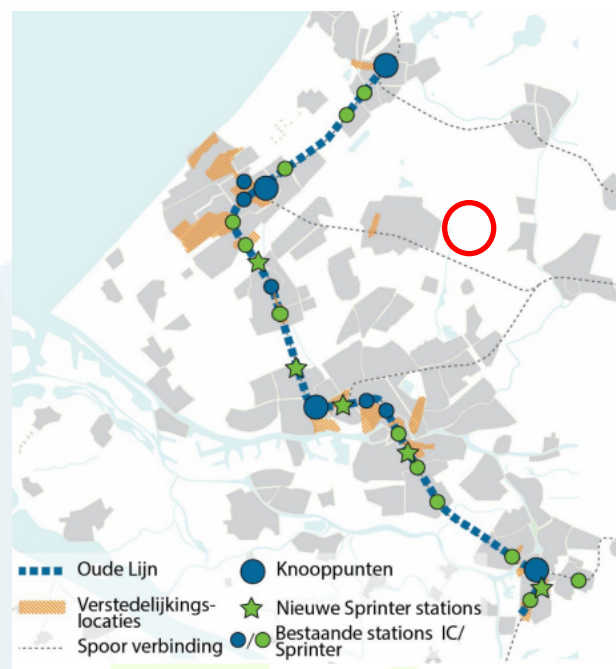 Oude Lijn
Knooppunten
Verstedelijkings-
locaties
Nieuwe Sprinter stations
Spoor verbinding
/
Bestaande stations IC/
Sprinter